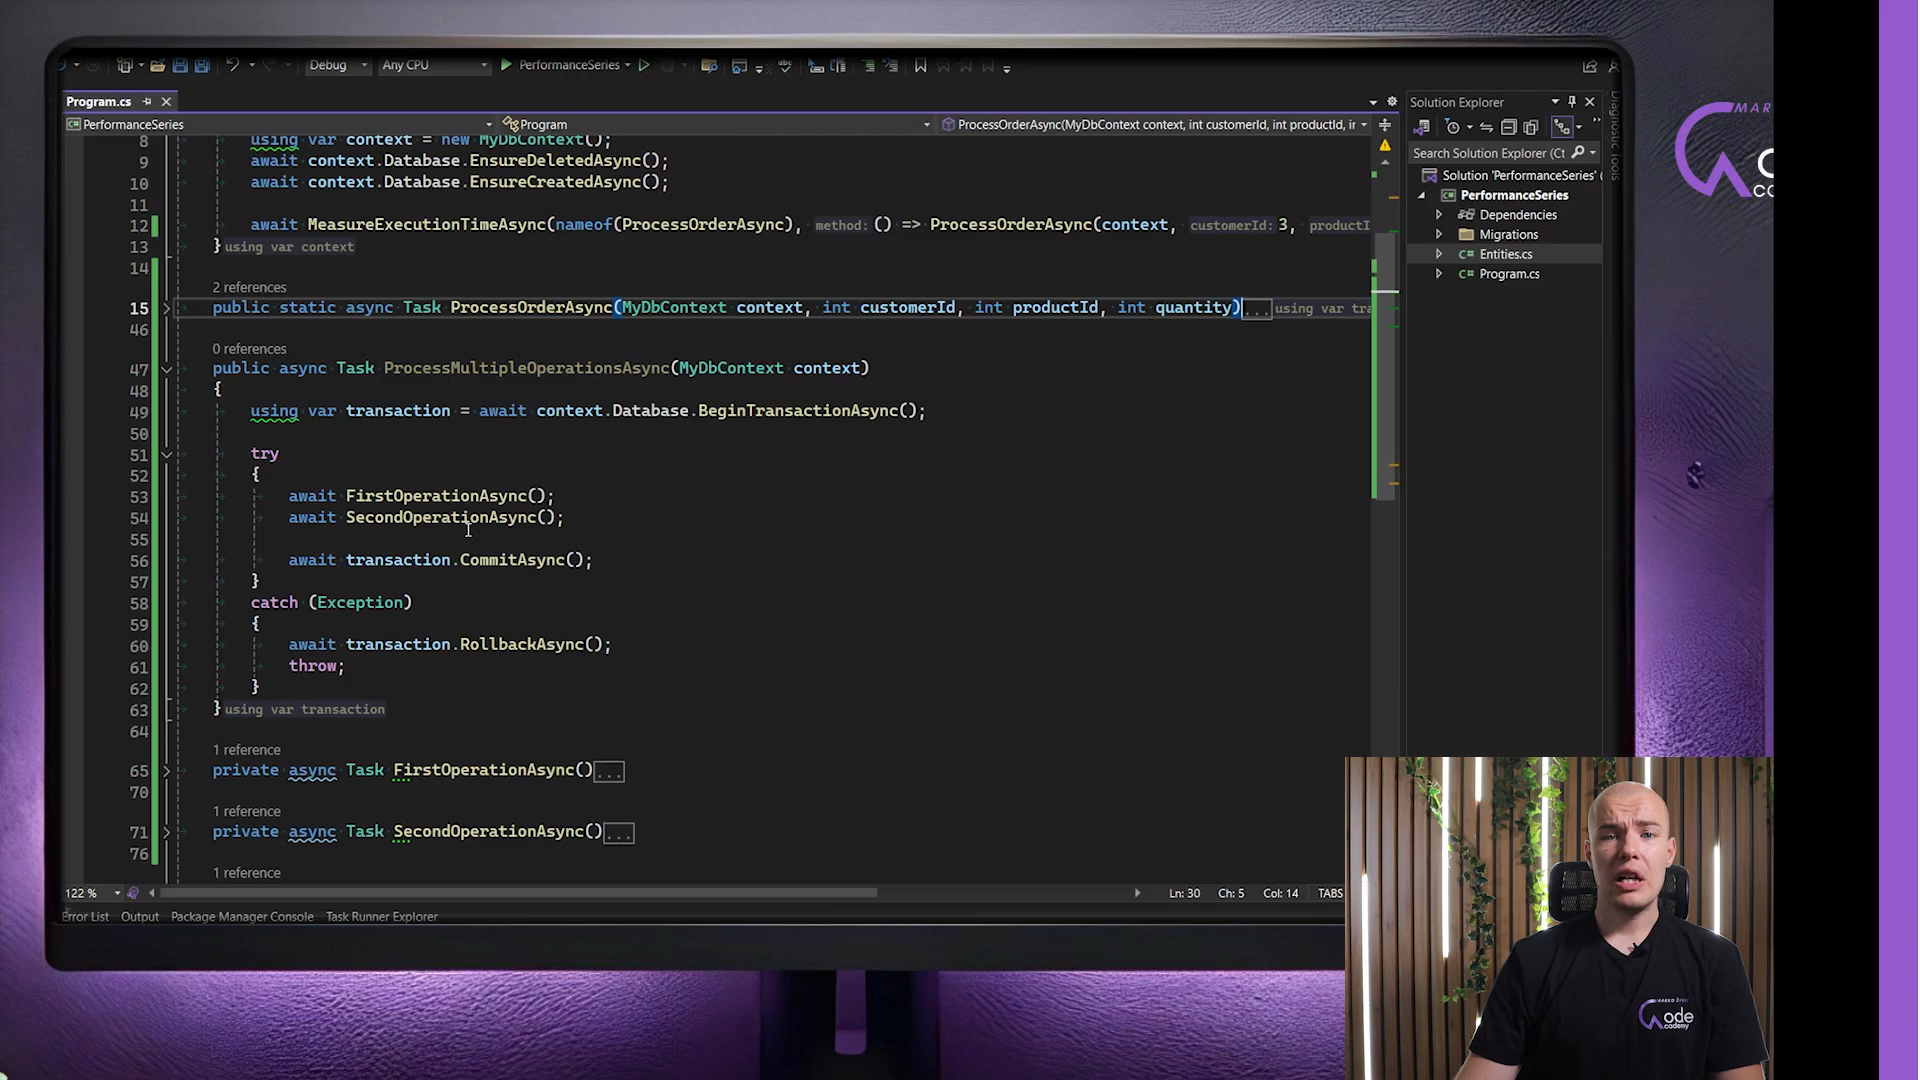 Debug
Any CPU
PerformanceSeries
Program.cs
PerformanceSeries
Program
ProcessOrderAsync(MyDbContext context, int customerId, int productId, ir
8 using var context = new MyDbContext();
9 await context.Database.EnsureDeletedAsync();
10 await context.Database.EnsureCreatedAsync();
11
12 await MeasureExecutionTimeAsync(nameof(ProcessOrderAsync), method: () => ProcessOrderAsync(context, customerId: 3, productI
13 } using var context
14
2 references
15 public static async Task ProcessOrderAsync(MyDbContext context, int customerId, int productId, int quantity)... using var tra
46
0 references
47 public async Task ProcessMultipleOperationsAsync(MyDbContext context)
48 {
49 using var transaction = await context.Database.BeginTransactionAsync();
50
51 try
52 {
53 await FirstOperationAsync();
54 await SecondOperationAsync();
55
56 await transaction.CommitAsync();
57 }
58 catch (Exception)
59 {
60 await transaction.RollbackAsync();
61 throw;
62 }
63 } using var transaction
64
1 reference
65 private async Task FirstOperationAsync()...
70
1 reference
71 private async Task SecondOperationAsync()...
76
1 reference
122 %
Ln: 30 Ch: 5 Col: 14 TABS
Error List Output Package Manager Console Task Runner Explorer
Solution Explorer
Search Solution Explorer (Ct
Solution 'PerformanceSeries' (
PerformanceSeries
Dependencies
Migrations
Entities.cs
Program.cs
Diagnostic Tools
MAR
C
co
ode
cademy